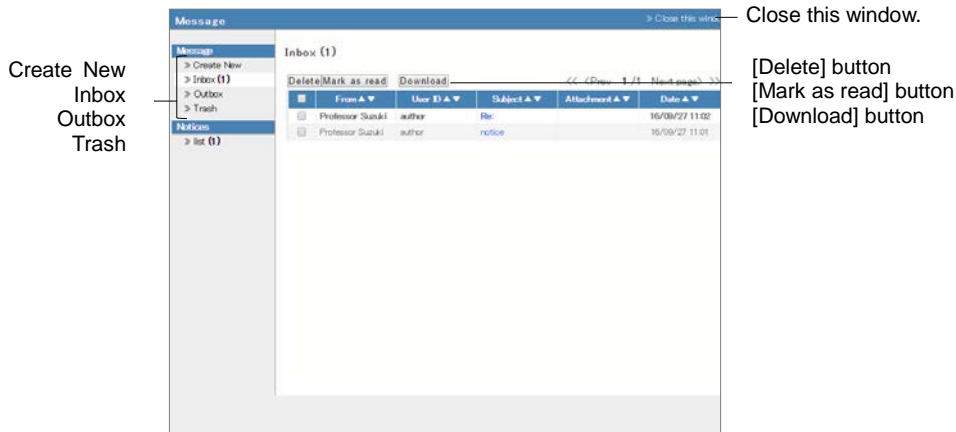 Message
» Close this wind
Close this window.
Message
» Create New
» Inbox (1)
» Outbox
» Trash
Notices
» list (1)
Create New
Inbox
Outbox
Trash
Inbox (1)
Delete Mark as read Download
<< <Prev 1 /1 Next page> >>
From ▲▼ User ID ▲▼ Subject ▲▼ Attachment ▲▼ Date ▲▼
Professor Suzuki author Re: 16/09/27 11:02
Professor Suzuki author notice 16/09/27 11:01
[Delete] button
[Mark as read] button
[Download] button